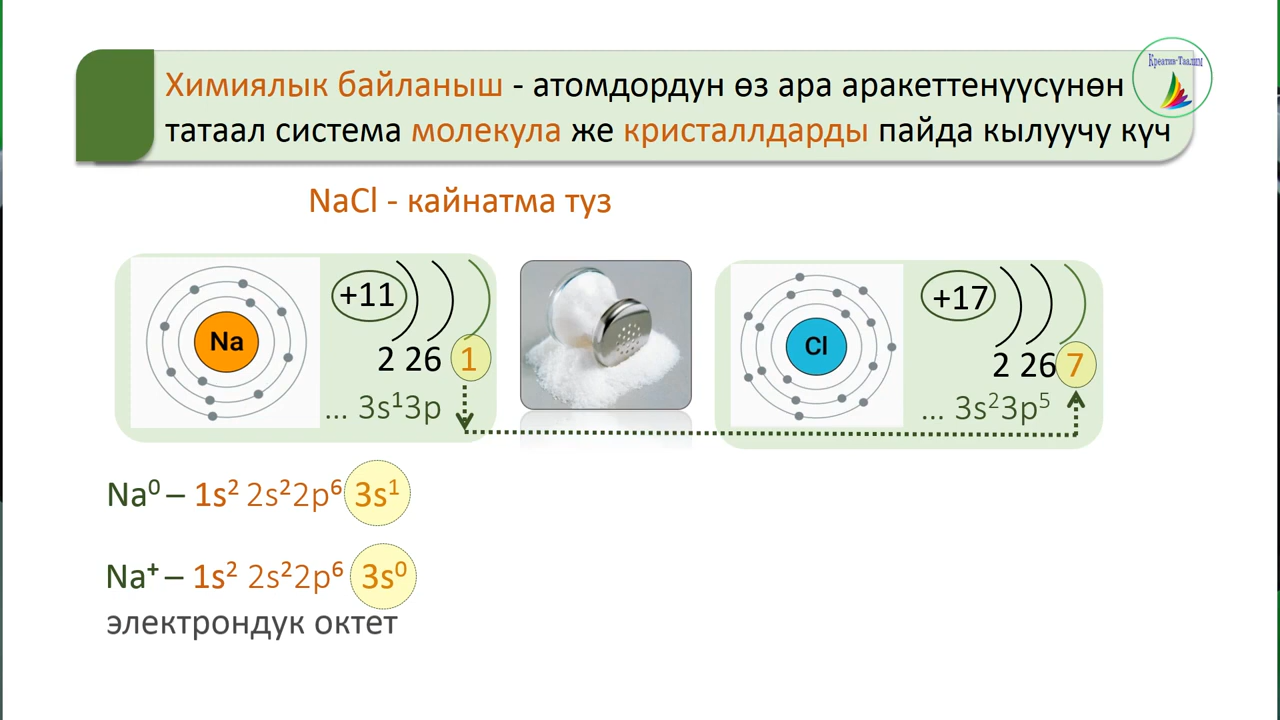 Креатив-Таалим
Химиялык байланыш - атомдордун өз ара аракеттенүүсүнөн
татаал система молекула же кристаллдарды пайда кылуучу күч
NaCl - кайнатма туз
Na
+11
2 26 1
... 3s¹3p
Cl
+17
2 26 7
... 3s²3p⁵
Na⁰ – 1s² 2s²2p⁶ 3s¹
Na⁺ – 1s² 2s²2p⁶ 3s⁰
электрондук октет